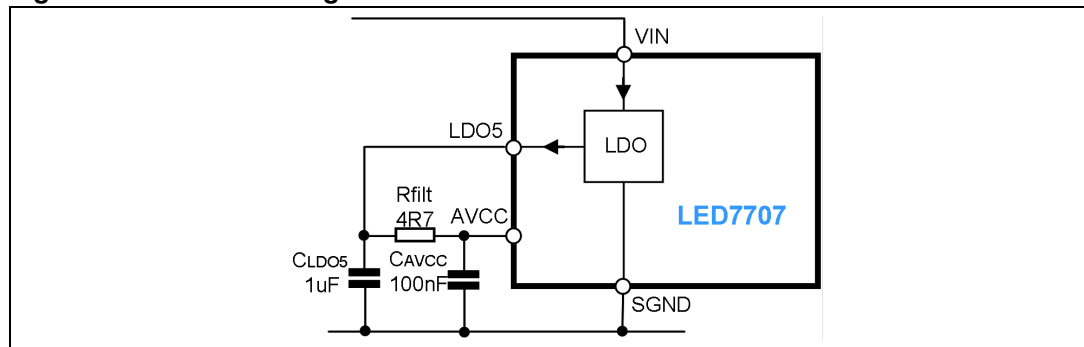 VIN
LDO5
LDO
Rfilt
4R7
AVCC
LED7707
CLDO5
1uF
CAVCC
100nF
SGND